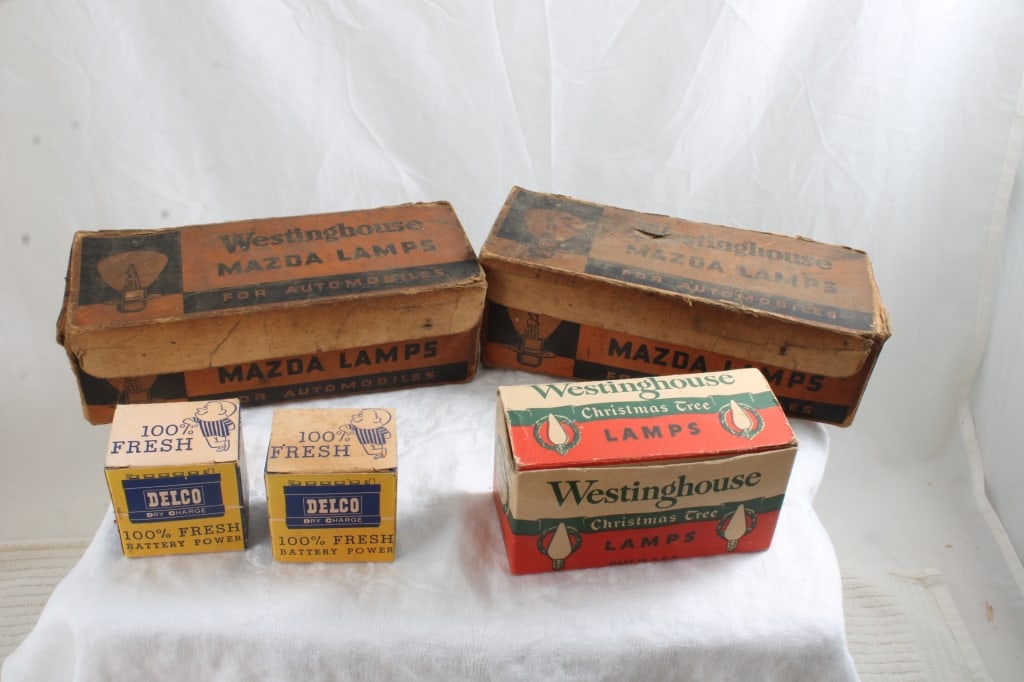 Westinghouse
MAZDA LAMPS
FOR AUTOMOBILES
MAZDA LAMPS
FOR AUTOMOBILES
Westinghouse
MAZDA LAMPS
FOR AUTOMOBILES
MAZDA LAMPS
100%
FRESH
DELCO
DRY CHARGE
100% FRESH
BATTERY POWER
100%
FRESH
DELCO
DRY CHARGE
100% FRESH
BATTERY POWER
Westinghouse
Christmas Tree
LAMPS
Westinghouse
Christmas Tree
LAMPS
MADE IN U.S.A.